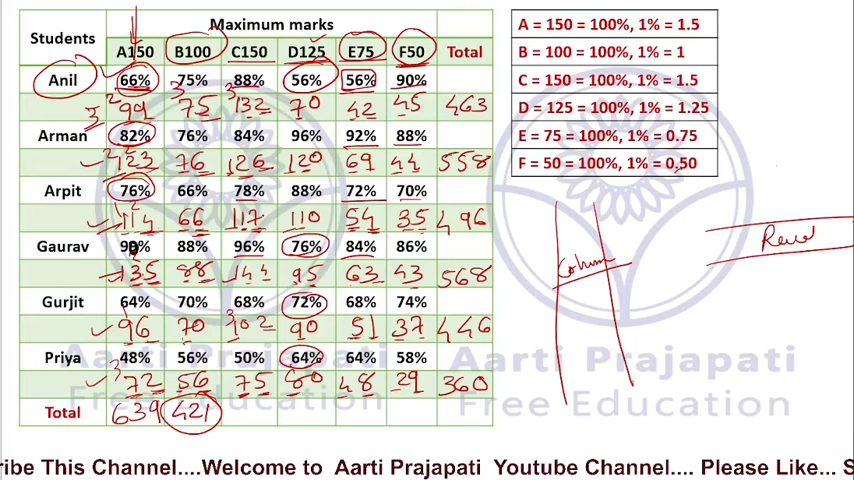 Maximum marks
Students
A150 B100 C150 D125 E75 F50 Total
Anil 66% 75% 88% 56% 56% 90%
99 75 132 70 42 45 463
Arman 82% 76% 84% 96% 92% 88%
123 76 126 120 69 44 558
Arpit 76% 66% 78% 88% 72% 70%
114 66 117 110 54 35 496
Gaurav 90% 88% 96% 76% 84% 86%
135 88 144 95 63 43 568
Gurjit 64% 70% 68% 72% 68% 74%
96 70 102 90 51 37 446
Priya 48% 56% 50% 64% 64% 58%
72 56 75 80 48 29 360
Total 639 421
A = 150 = 100%, 1% = 1.5
B = 100 = 100%, 1% = 1
C = 150 = 100%, 1% = 1.5
D = 125 = 100%, 1% = 1.25
E = 75 = 100%, 1% = 0.75
F = 50 = 100%, 1% = 0.50
Column
Aarti Prajapati
Free Education
Aarti Prajapati
Free Education
ribe This Channel....Welcome to Aarti Prajapati Youtube Channel.... Please Like... S